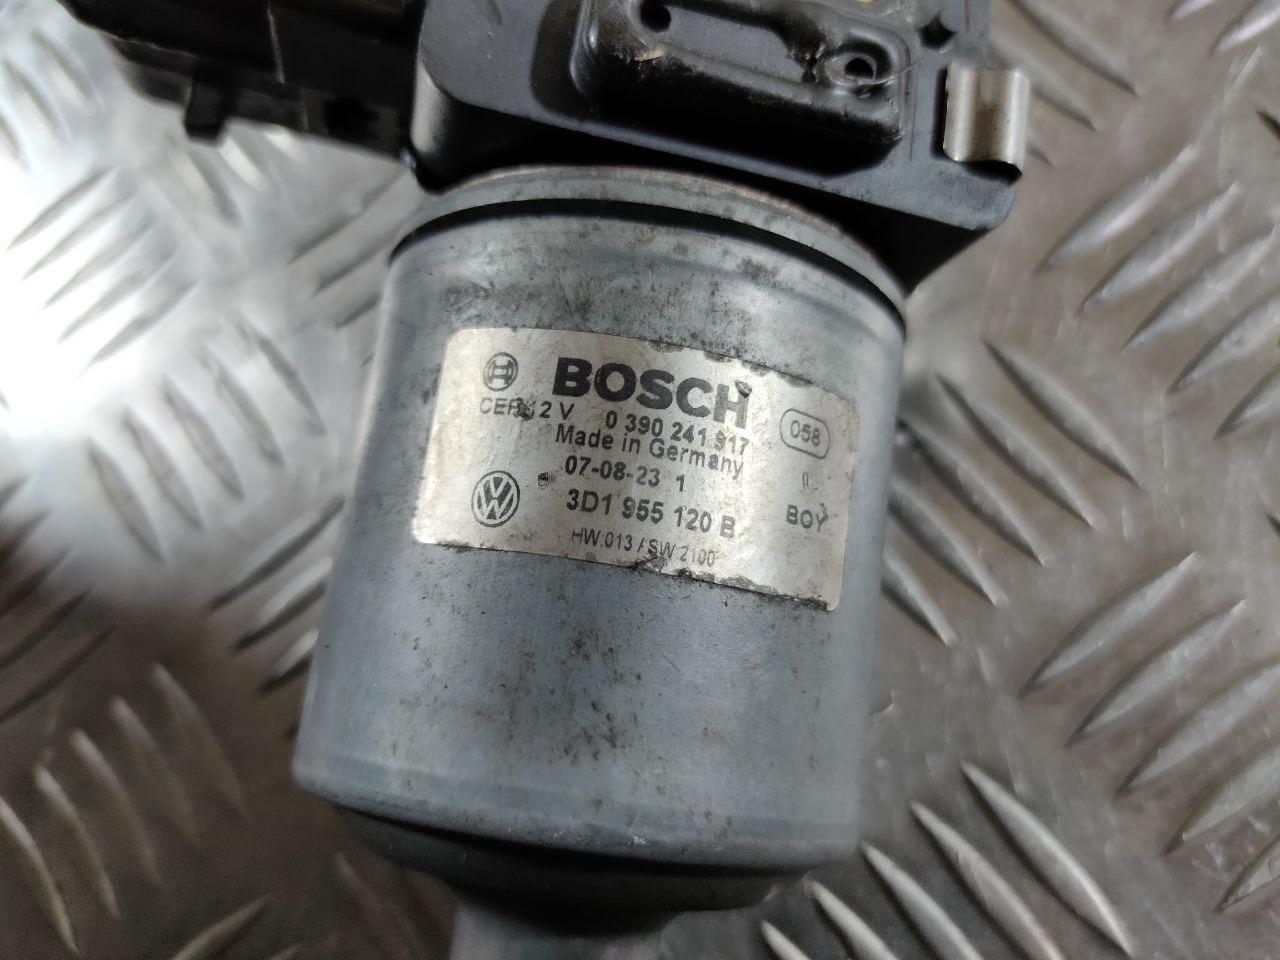 BOSCH
12 V 0 390 241 917
058
Made in Germany
07-08-23 1
3D1 955 120 B
BOY
HW:013 / SW:2100